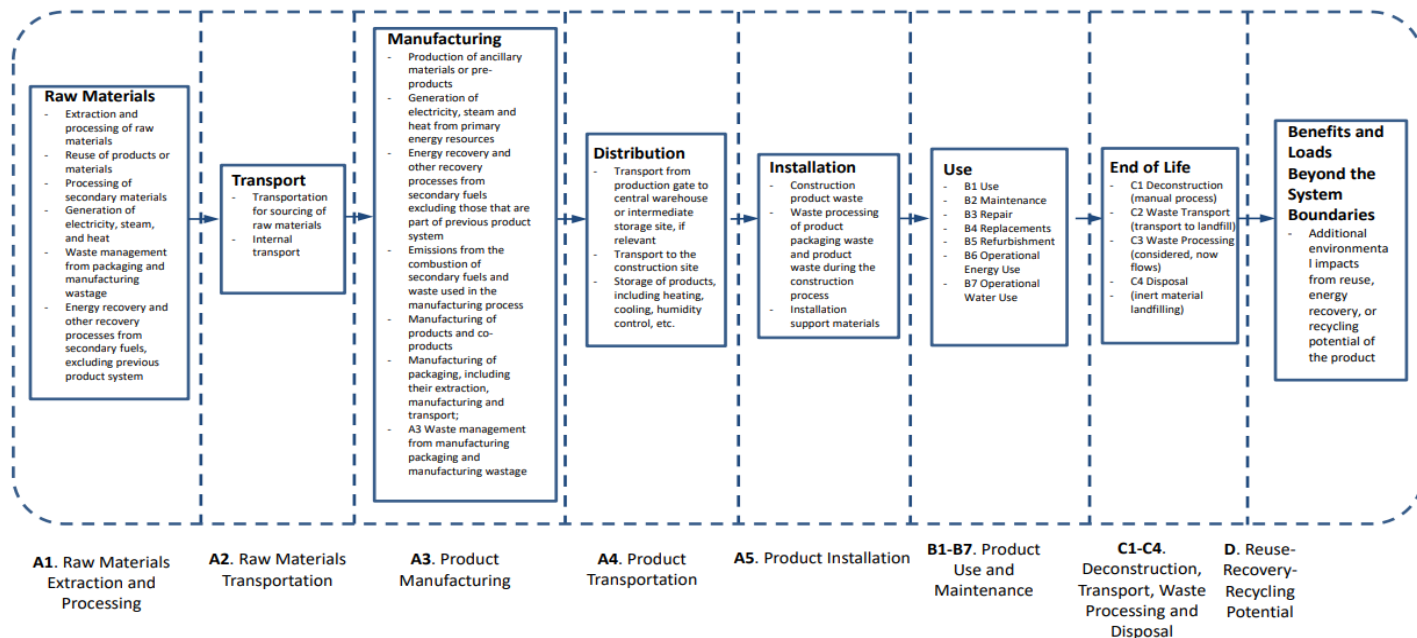 Raw Materials
- Extraction and
processing of raw
materials
- Reuse of products or
materials
- Processing of
secondary materials
- Generation of
electricity, steam,
and heat
- Waste management
from packaging and
manufacturing
wastage
- Energy recovery and
other recovery
processes from
secondary fuels,
excluding previous
product system
Transport
- Transportation
for sourcing of
raw materials
- Internal
transport
Manufacturing
- Production of ancillary
materials or pre-
products
- Generation of
electricity, steam and
heat from primary
energy resources
- Energy recovery and
other recovery
processes from
secondary fuels
excluding those that are
part of previous product
system
- Emissions from the
combustion of
secondary fuels and
waste used in the
manufacturing process
- Manufacturing of
products and co-
products
- Manufacturing of
packaging, including
their extraction,
manufacturing and
transport;
- A3 Waste management
from manufacturing
packaging and
manufacturing wastage
Distribution
- Transport from
production gate to
central warehouse
or intermediate
storage site, if
relevant
- Transport to the
construction site
- Storage of products,
including heating,
cooling, humidity
control, etc.
Installation
- Construction
product waste
- Waste processing
of product
packaging waste
and product
waste during the
construction
process
- Installation
support materials
Use
- B1 Use
- B2 Maintenance
- B3 Repair
- B4 Replacements
- B5 Refurbishment
- B6 Operational
Energy Use
- B7 Operational
Water Use
End of Life
- C1 Deconstruction
(manual process)
- C2 Waste Transport
(transport to landfill)
- C3 Waste Processing
(considered, now
flows)
- C4 Disposal
- (inert material
landfilling)
Benefits and
Loads
Beyond the
System
Boundaries
- Additional
environmenta
l impacts
from reuse,
energy
recovery, or
recycling
potential of
the product
A1. Raw Materials
Extraction and
Processing
A2. Raw Materials
Transportation
A3. Product
Manufacturing
A4. Product
Transportation
A5. Product Installation
B1-B7. Product
Use and
Maintenance
C1-C4.
Deconstruction,
Transport, Waste
Processing and
Disposal
D. Reuse-
Recovery-
Recycling
Potential